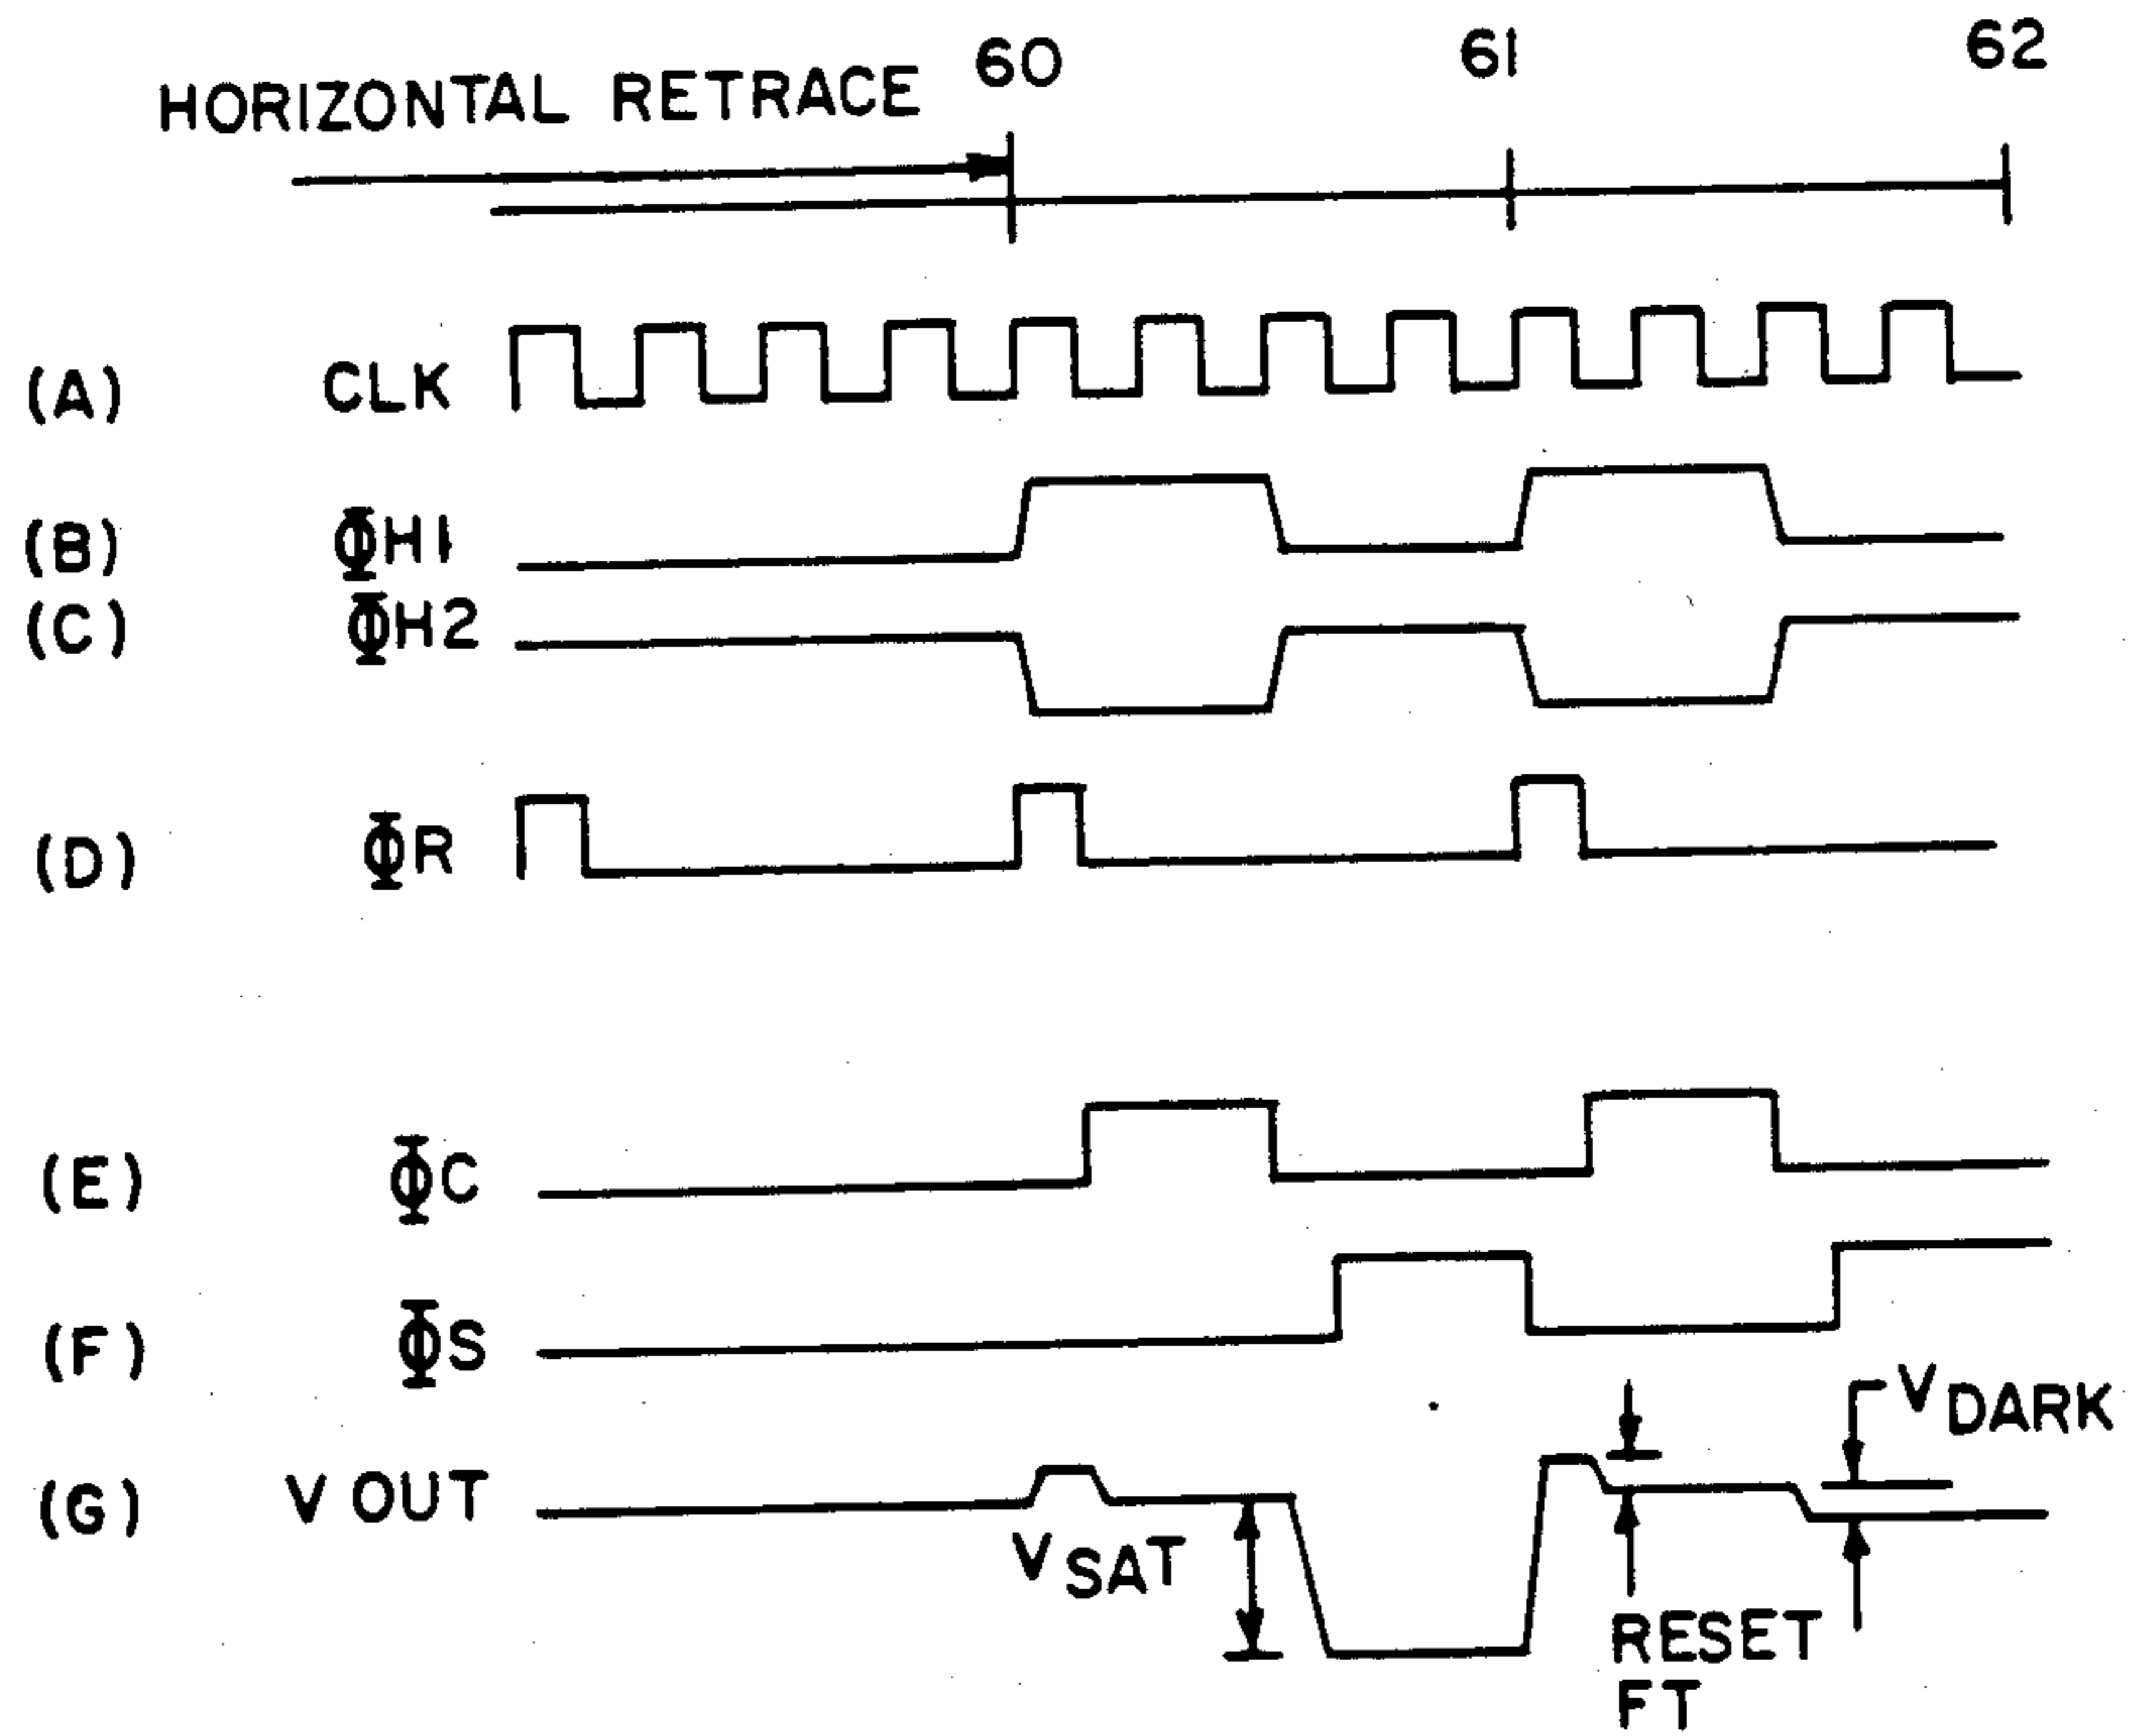 60 61 62
HORIZONTAL RETRACE
(A) CLK
(B) ΦH1
(C) ΦH2
(D) ΦR
(E) ΦC
(F) ΦS
VDARK
(G) V OUT
VSAT
RESET
FT